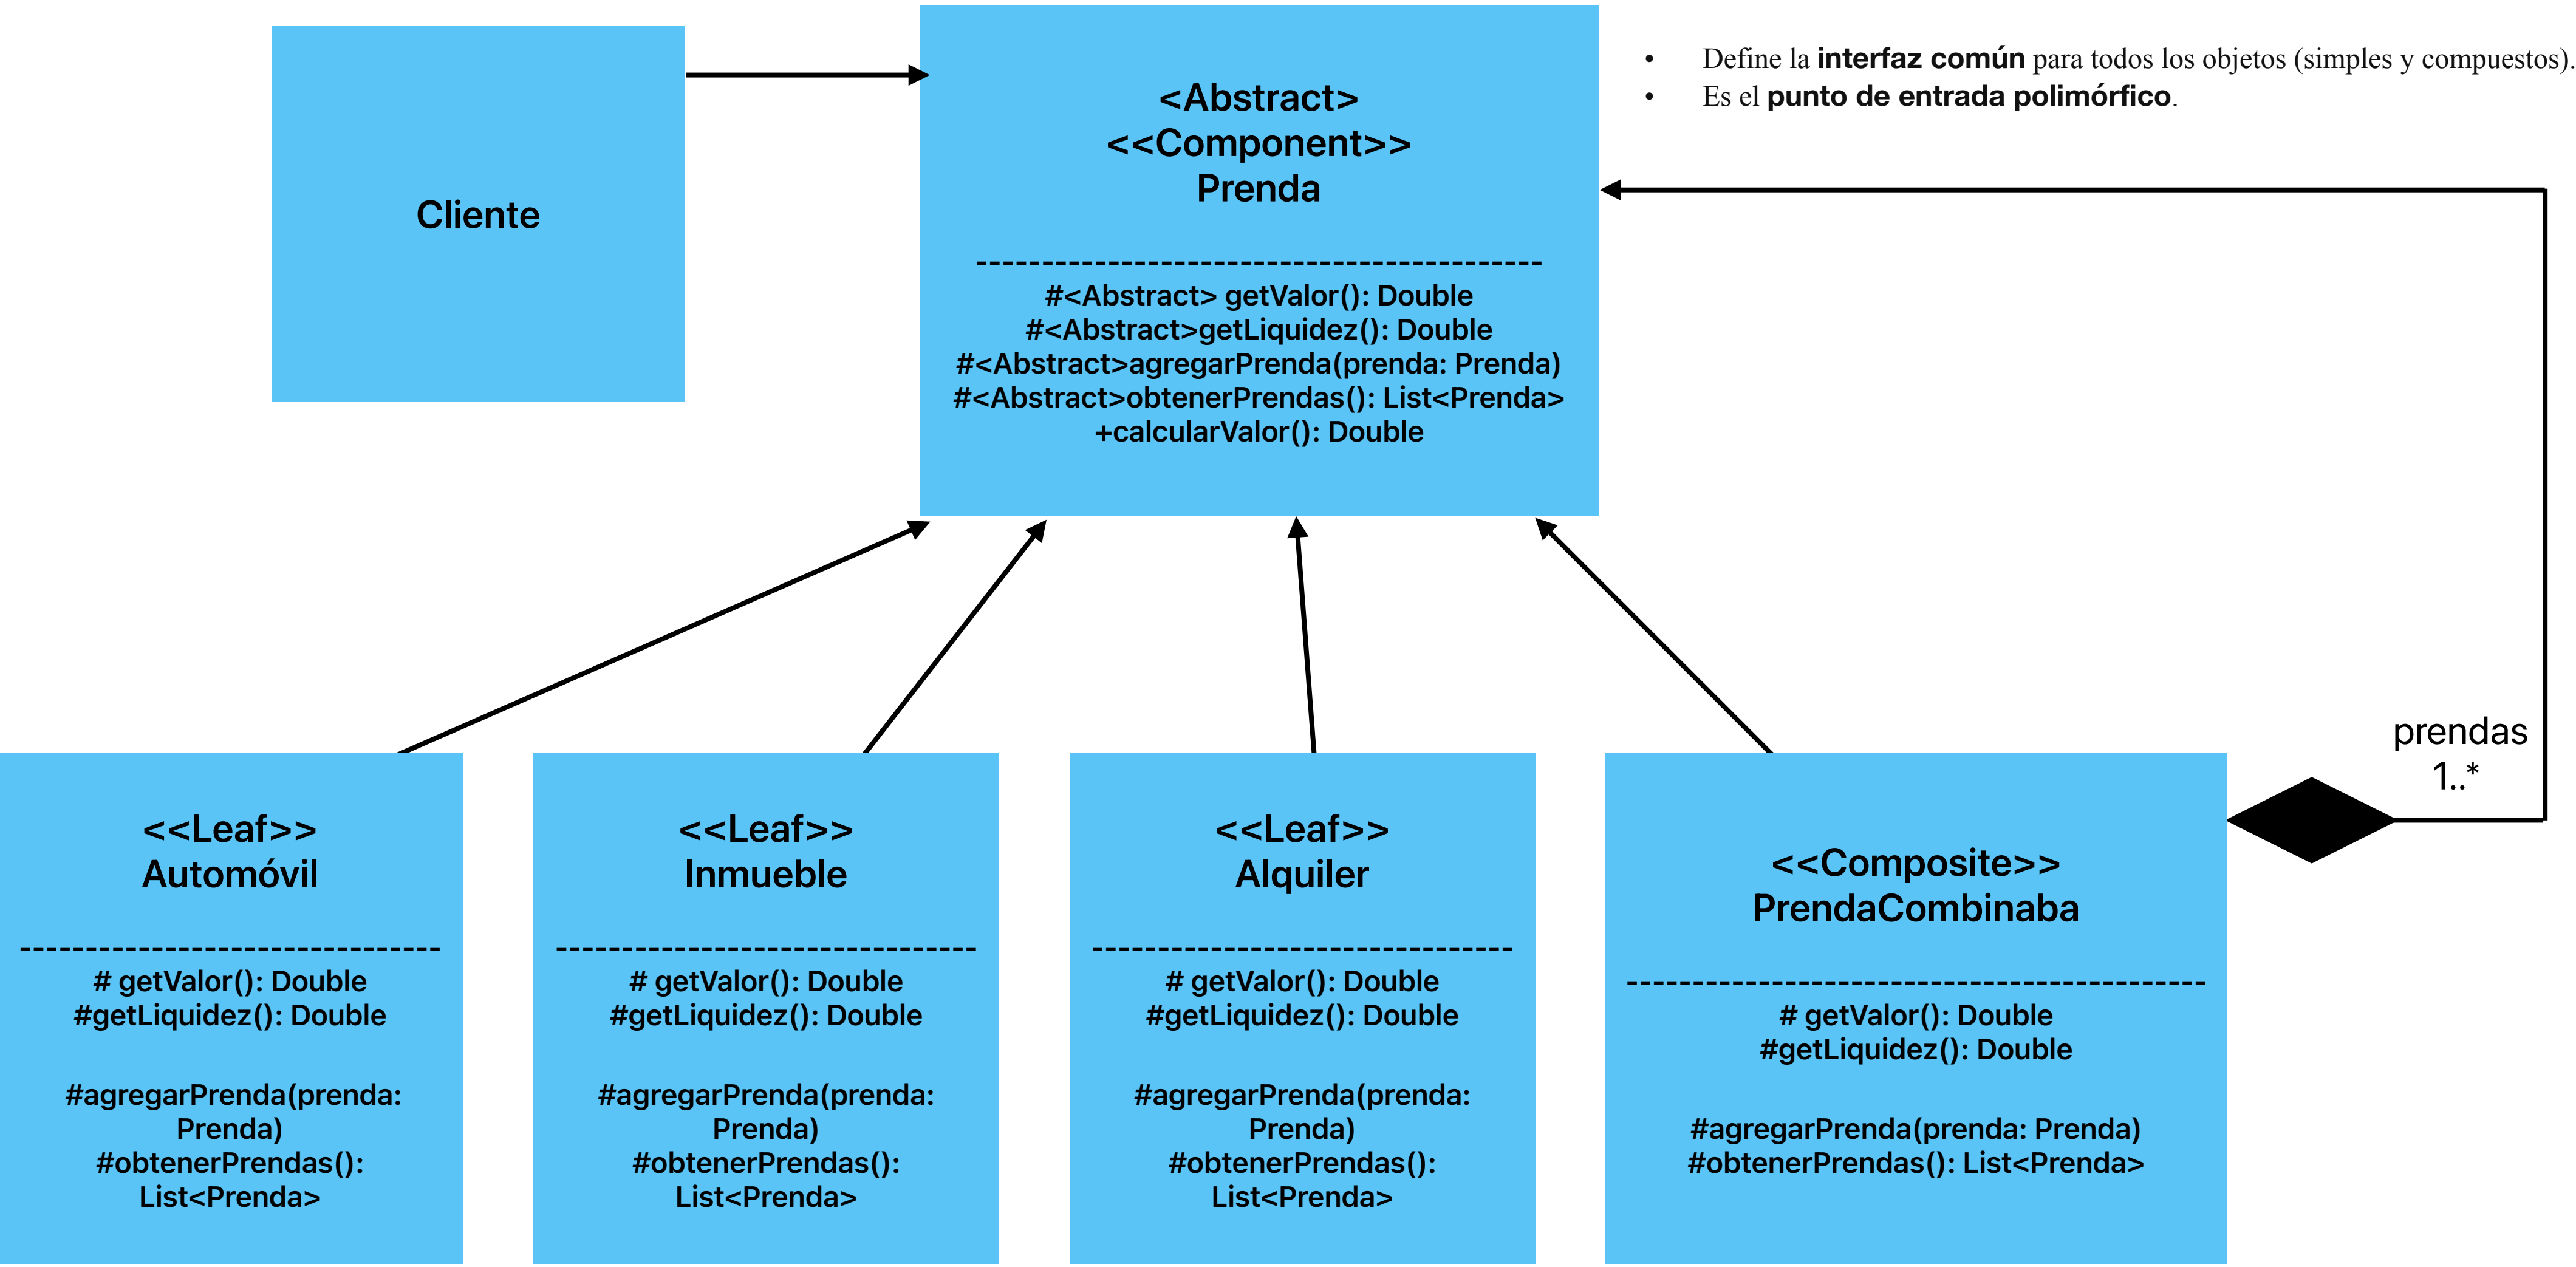 Cliente
<Abstract>
<<Component>>
Prenda
-------------------------------------------
#<Abstract> getValor(): Double
#<Abstract>getLiquidez(): Double
#<Abstract>agregarPrenda(prenda: Prenda)
#<Abstract>obtenerPrendas(): List<Prenda>
+calcularValor(): Double
• Define la interfaz común para todos los objetos (simples y compuestos).
• Es el punto de entrada polimórfico.
prendas
1..*
<<Leaf>>
Automóvil
--------------------------------
# getValor(): Double
#getLiquidez(): Double
#agregarPrenda(prenda:
Prenda)
#obtenerPrendas():
List<Prenda>
<<Leaf>>
Inmueble
--------------------------------
# getValor(): Double
#getLiquidez(): Double
#agregarPrenda(prenda:
Prenda)
#obtenerPrendas():
List<Prenda>
<<Leaf>>
Alquiler
--------------------------------
# getValor(): Double
#getLiquidez(): Double
#agregarPrenda(prenda:
Prenda)
#obtenerPrendas():
List<Prenda>
<<Composite>>
PrendaCombinaba
--------------------------------------------
# getValor(): Double
#getLiquidez(): Double
#agregarPrenda(prenda: Prenda)
#obtenerPrendas(): List<Prenda>